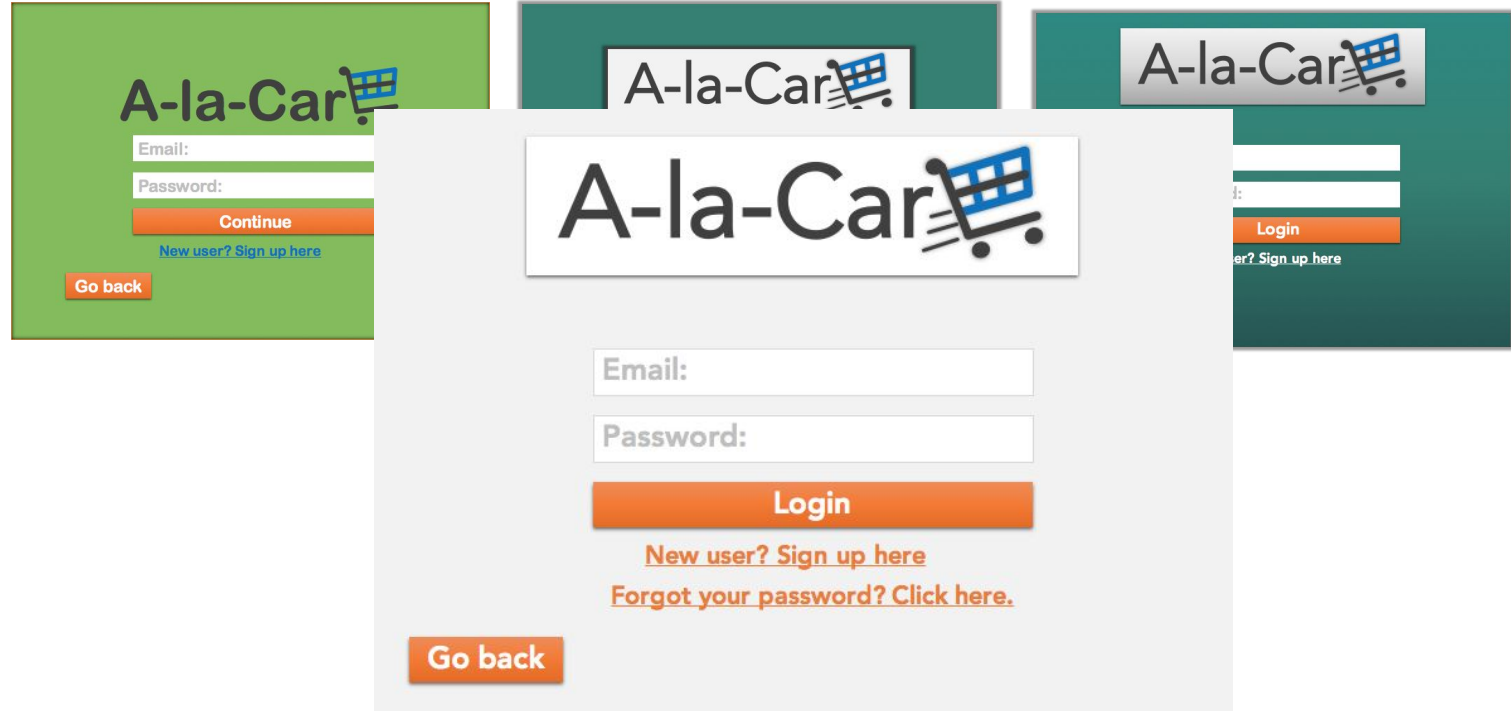 A-la-Car
Email:
Password:
Continue
New user? Sign up here
Go back
A-la-Car
A-la-Car
Login
er? Sign up here
A-la-Car
Email:
Password:
Login
New user? Sign up here
Forgot your password? Click here.
Go back